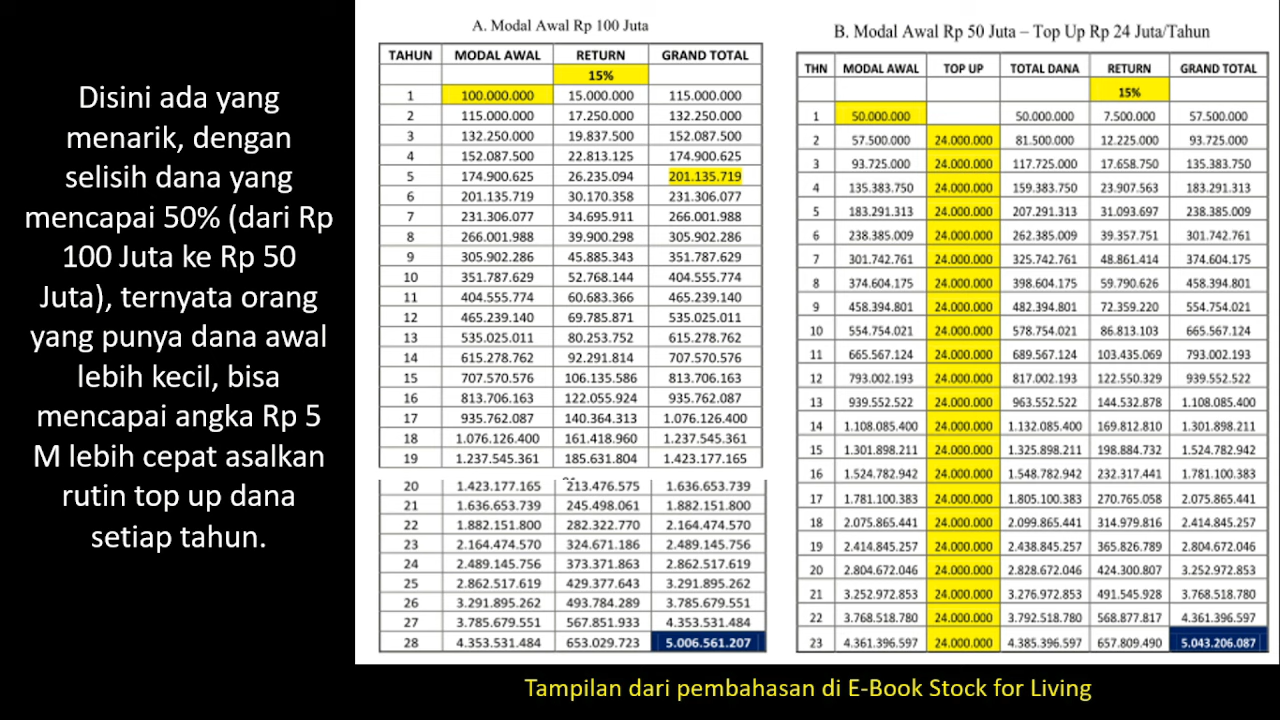 Disini ada yang
menarik, dengan
selisih dana yang
mencapai 50% (dari Rp
100 Juta ke Rp 50
Juta), ternyata orang
yang punya dana awal
lebih kecil, bisa
mencapai angka Rp 5
M lebih cepat asalkan
rutin top up dana
setiap tahun.
A. Modal Awal Rp 100 Juta
TAHUN MODAL AWAL RETURN GRAND TOTAL
15%
1 100.000.000 15.000.000 115.000.000
2 115.000.000 17.250.000 132.250.000
3 132.250.000 19.837.500 152.087.500
4 152.087.500 22.813.125 174.900.625
5 174.900.625 26.235.094 201.135.719
6 201.135.719 30.170.358 231.306.077
7 231.306.077 34.695.911 266.001.988
8 266.001.988 39.900.298 305.902.286
9 305.902.286 45.885.343 351.787.629
10 351.787.629 52.768.144 404.555.774
11 404.555.774 60.683.366 465.239.140
12 465.239.140 69.785.871 535.025.011
13 535.025.011 80.253.752 615.278.762
14 615.278.762 92.291.814 707.570.576
15 707.570.576 106.135.586 813.706.163
16 813.706.163 122.055.924 935.762.087
17 935.762.087 140.364.313 1.076.126.400
18 1.076.126.400 161.418.960 1.237.545.361
19 1.237.545.361 185.631.804 1.423.177.165
20 1.423.177.165 213.476.575 1.636.653.739
21 1.636.653.739 245.498.061 1.882.151.800
22 1.882.151.800 282.322.770 2.164.474.570
23 2.164.474.570 324.671.186 2.489.145.756
24 2.489.145.756 373.371.863 2.862.517.619
25 2.862.517.619 429.377.643 3.291.895.262
26 3.291.895.262 493.784.289 3.785.679.551
27 3.785.679.551 567.851.933 4.353.531.484
28 4.353.531.484 653.029.723 5.006.561.207
B. Modal Awal Rp 50 Juta – Top Up Rp 24 Juta/Tahun
THN MODAL AWAL TOP UP TOTAL DANA RETURN GRAND TOTAL
15%
1 50.000.000 50.000.000 7.500.000 57.500.000
2 57.500.000 24.000.000 81.500.000 12.225.000 93.725.000
3 93.725.000 24.000.000 117.725.000 17.658.750 135.383.750
4 135.383.750 24.000.000 159.383.750 23.907.563 183.291.313
5 183.291.313 24.000.000 207.291.313 31.093.697 238.385.009
6 238.385.009 24.000.000 262.385.009 39.357.751 301.742.761
7 301.742.761 24.000.000 325.742.761 48.861.414 374.604.175
8 374.604.175 24.000.000 398.604.175 59.790.626 458.394.801
9 458.394.801 24.000.000 482.394.801 72.359.220 554.754.021
10 554.754.021 24.000.000 578.754.021 86.813.103 665.567.124
11 665.567.124 24.000.000 689.567.124 103.435.069 793.002.193
12 793.002.193 24.000.000 817.002.193 122.550.329 939.552.522
13 939.552.522 24.000.000 963.552.522 144.532.878 1.108.085.400
14 1.108.085.400 24.000.000 1.132.085.400 169.812.810 1.301.898.211
15 1.301.898.211 24.000.000 1.325.898.211 198.884.732 1.524.782.942
16 1.524.782.942 24.000.000 1.548.782.942 232.317.441 1.781.100.383
17 1.781.100.383 24.000.000 1.805.100.383 270.765.058 2.075.865.441
18 2.075.865.441 24.000.000 2.099.865.441 314.979.816 2.414.845.257
19 2.414.845.257 24.000.000 2.438.845.257 365.826.789 2.804.672.046
20 2.804.672.046 24.000.000 2.828.672.046 424.300.807 3.252.972.853
21 3.252.972.853 24.000.000 3.276.972.853 491.545.928 3.768.518.780
22 3.768.518.780 24.000.000 3.792.518.780 568.877.817 4.361.396.597
23 4.361.396.597 24.000.000 4.385.396.597 657.809.490 5.043.206.087
Tampilan dari pembahasan di E-Book Stock for Living